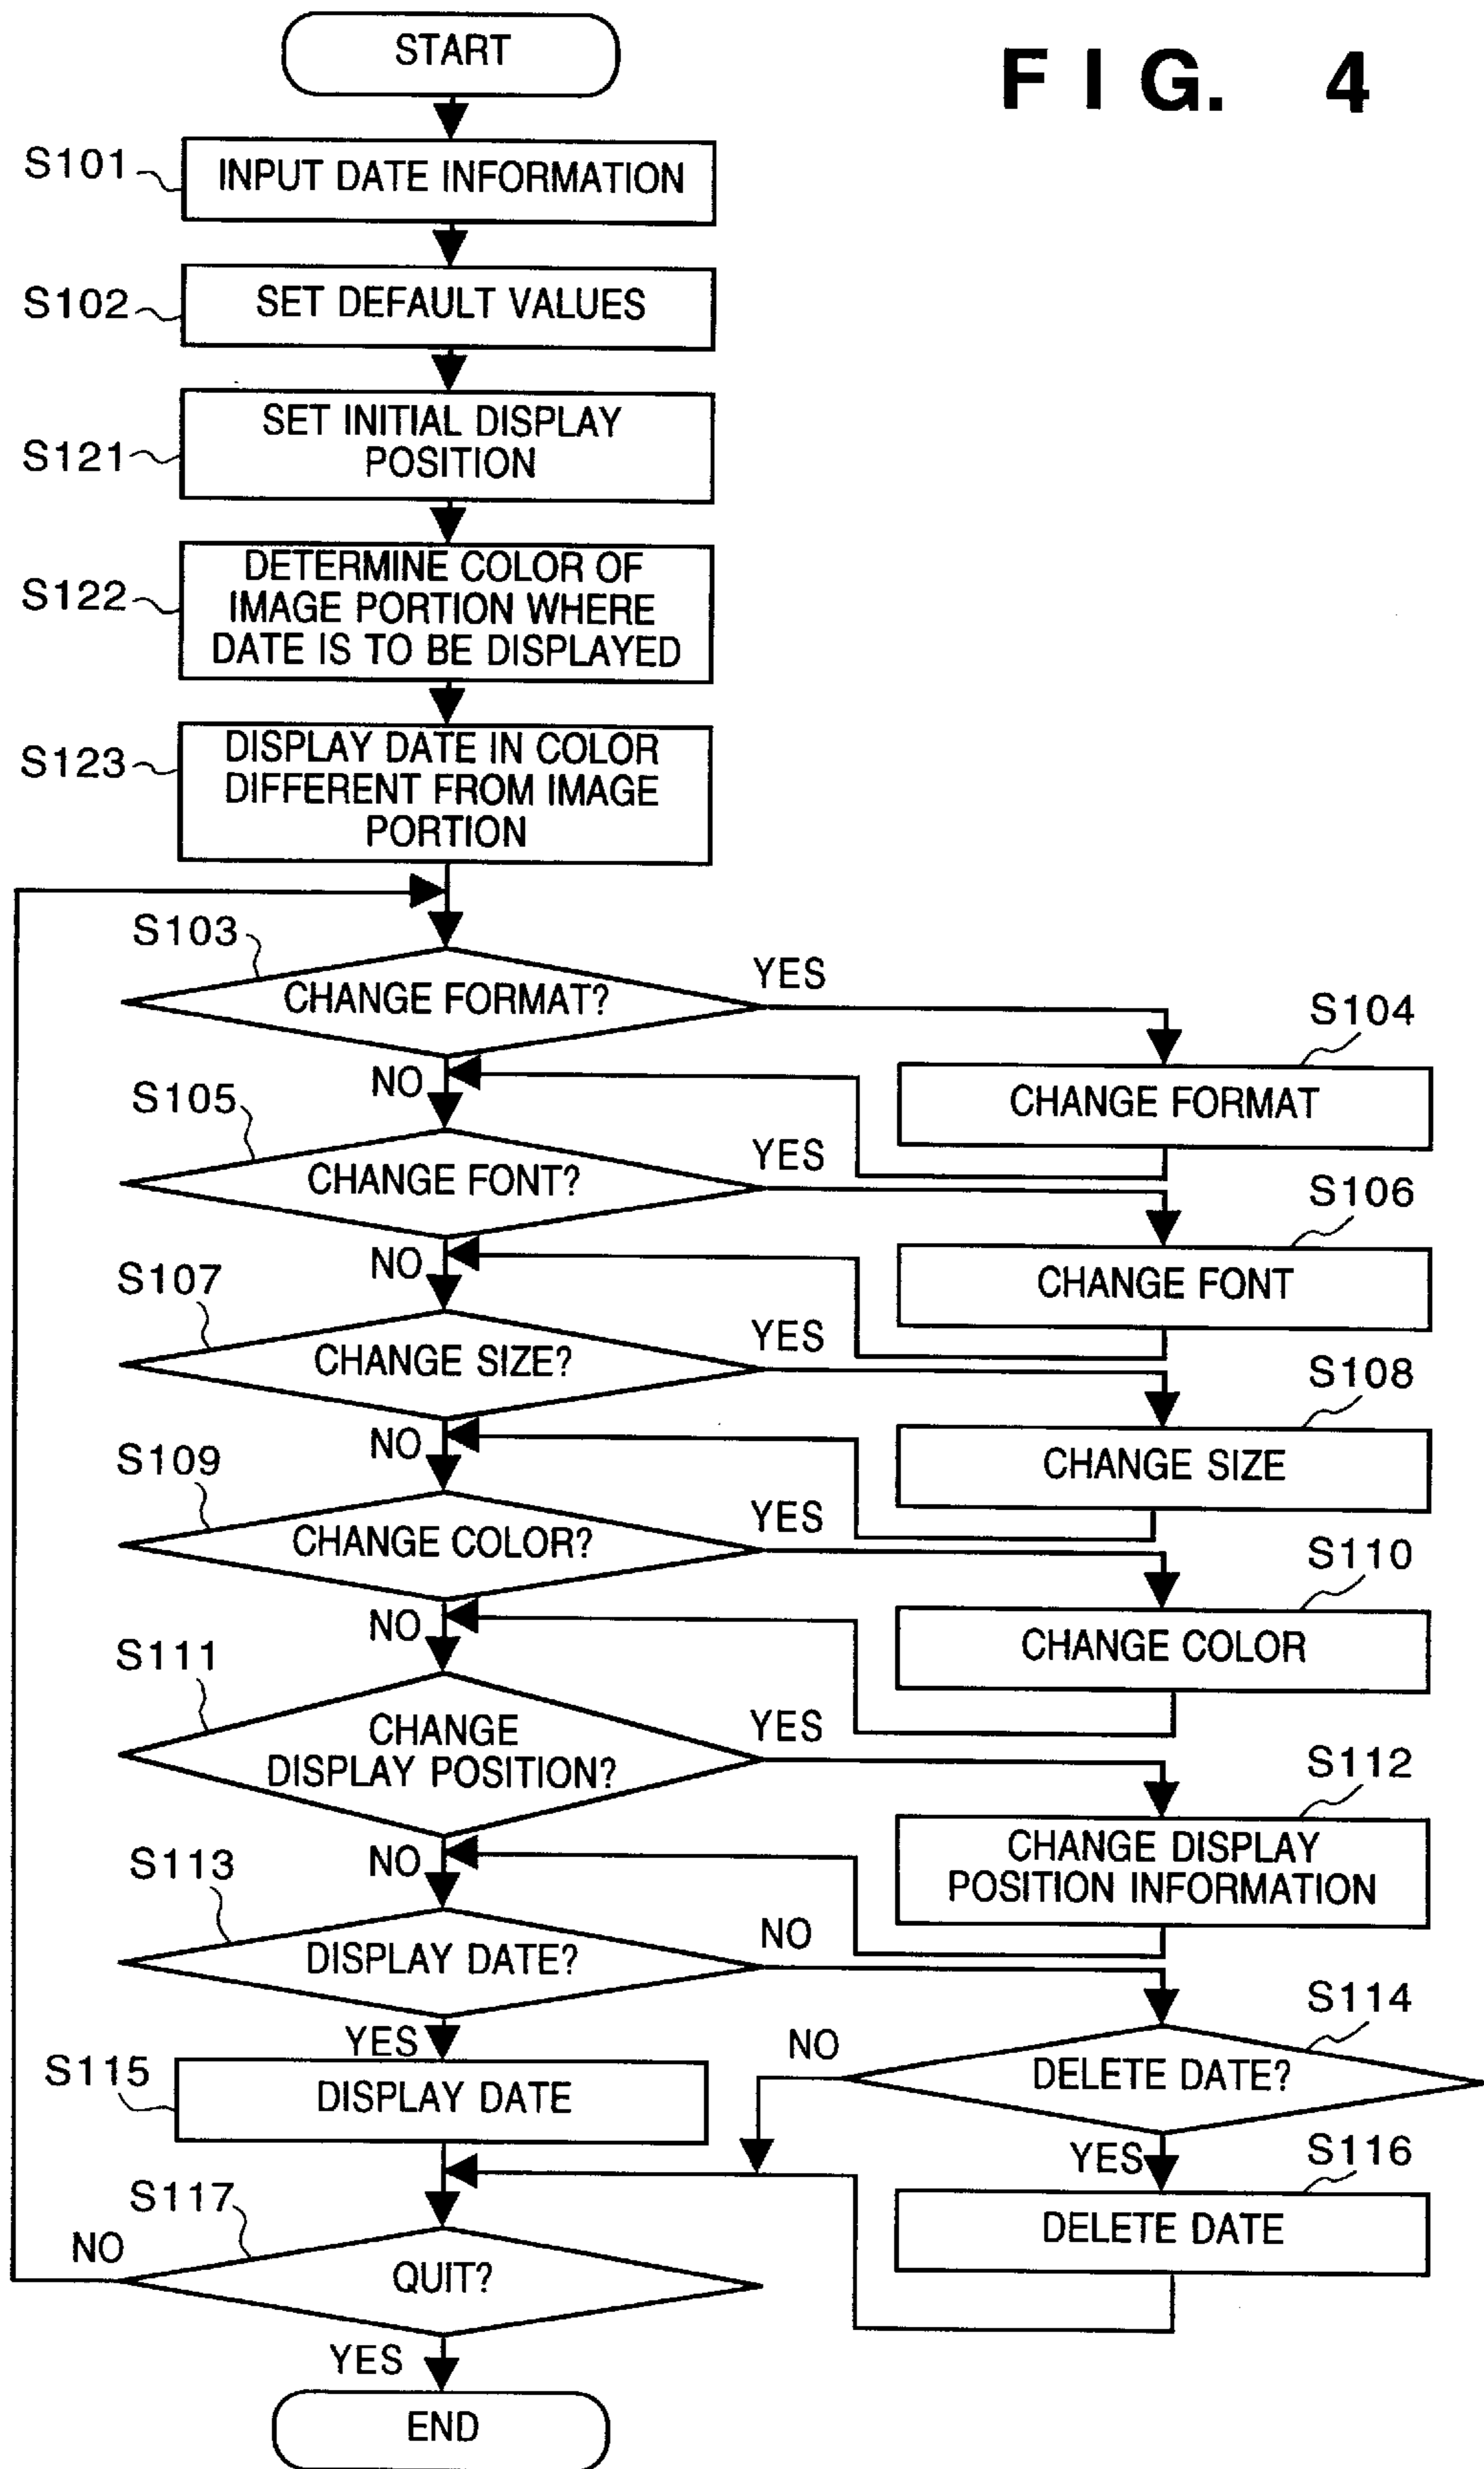 START
FIG. 4
S101
INPUT DATE INFORMATION
S102
SET DEFAULT VALUES
S121
SET INITIAL DISPLAY
POSITION
S122
DETERMINE COLOR OF
IMAGE PORTION WHERE
DATE IS TO BE DISPLAYED
S123
DISPLAY DATE IN COLOR
DIFFERENT FROM IMAGE
PORTION
S103
CHANGE FORMAT?
YES
S104
CHANGE FORMAT
NO
S105
CHANGE FONT?
YES
S106
CHANGE FONT
NO
S107
CHANGE SIZE?
YES
S108
CHANGE SIZE
NO
S109
CHANGE COLOR?
YES
S110
CHANGE COLOR
NO
S111
CHANGE
DISPLAY POSITION?
YES
S112
CHANGE DISPLAY
POSITION INFORMATION
NO
S113
DISPLAY DATE?
NO
S114
DELETE DATE?
NO
YES
S115
DISPLAY DATE
YES
S116
DELETE DATE
S117
QUIT?
NO
YES
END